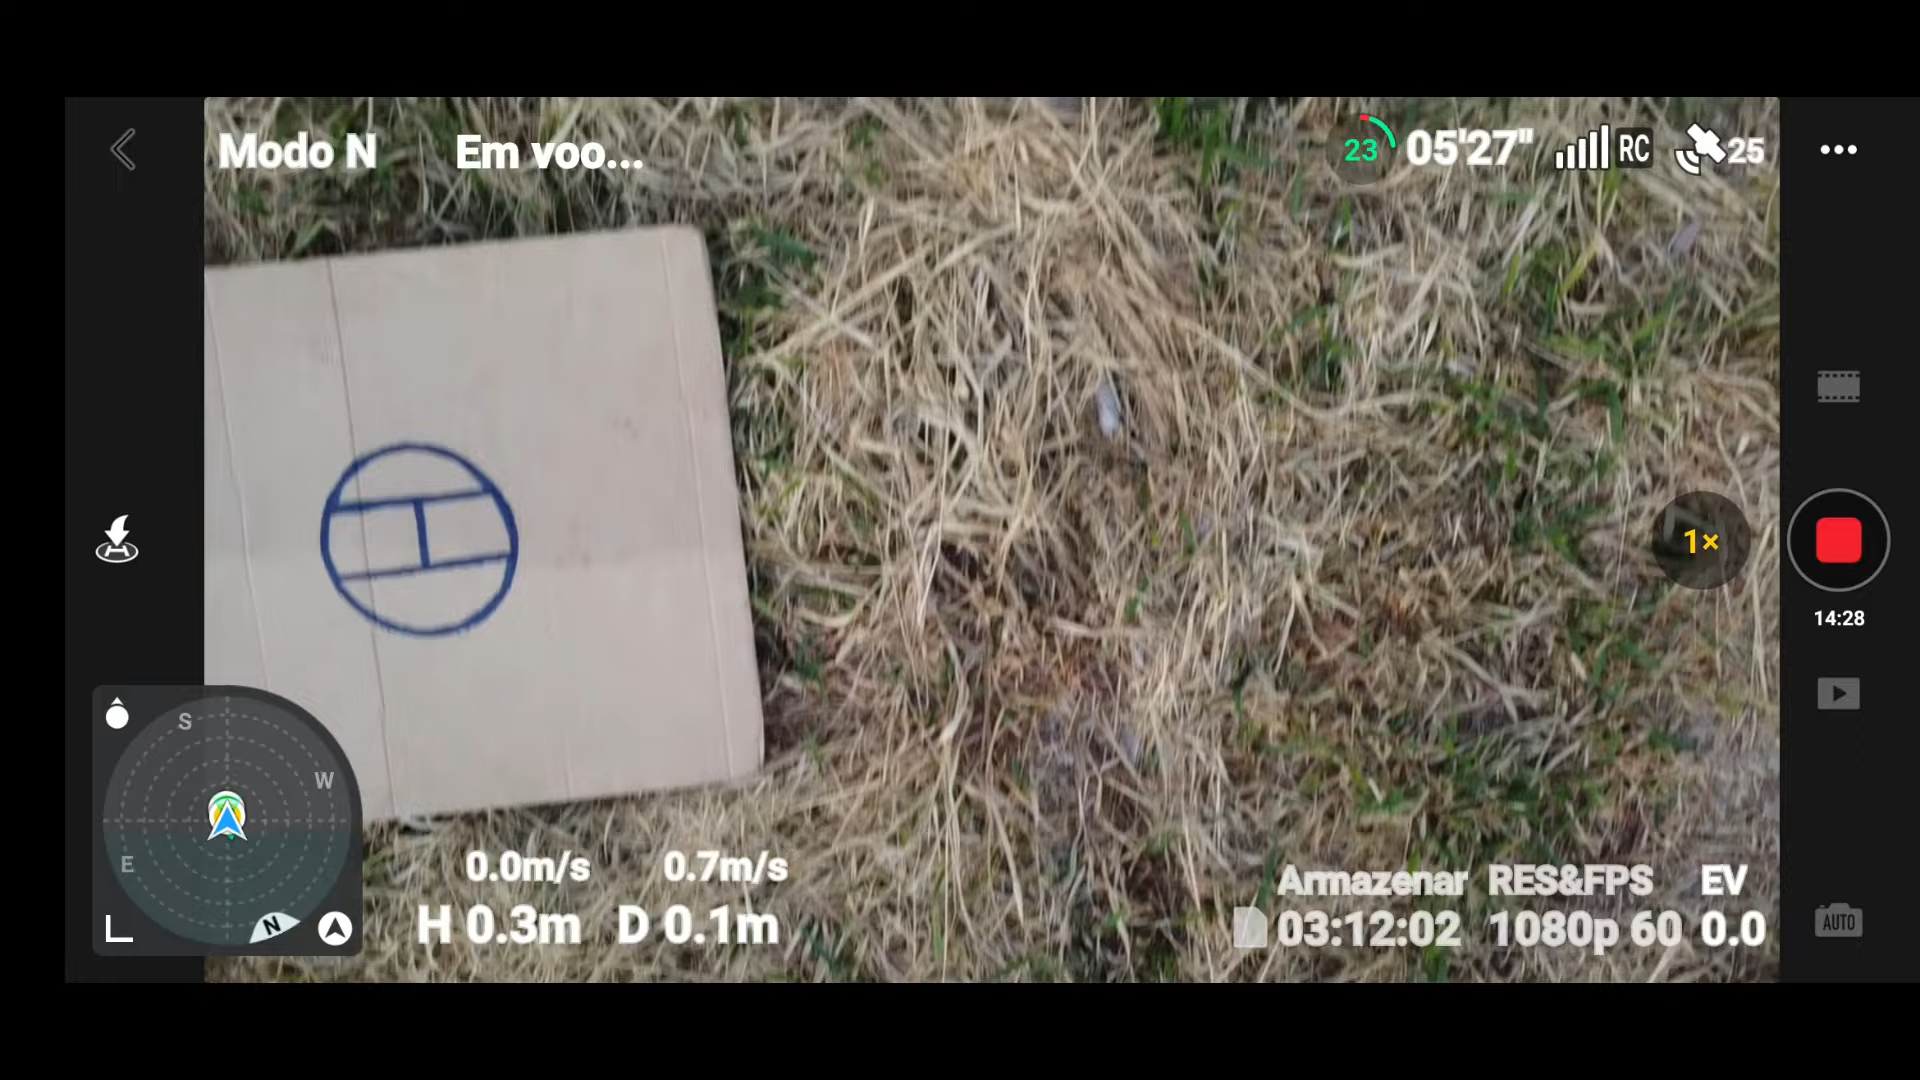 Modo N Em voo... 23 05'27" RC 25
H
1×
14:28
S
W
E
N
0.0m/s 0.7m/s
H 0.3m D 0.1m
Armazenar RES&FPS EV
03:12:02 1080p 60 0.0
AUTO